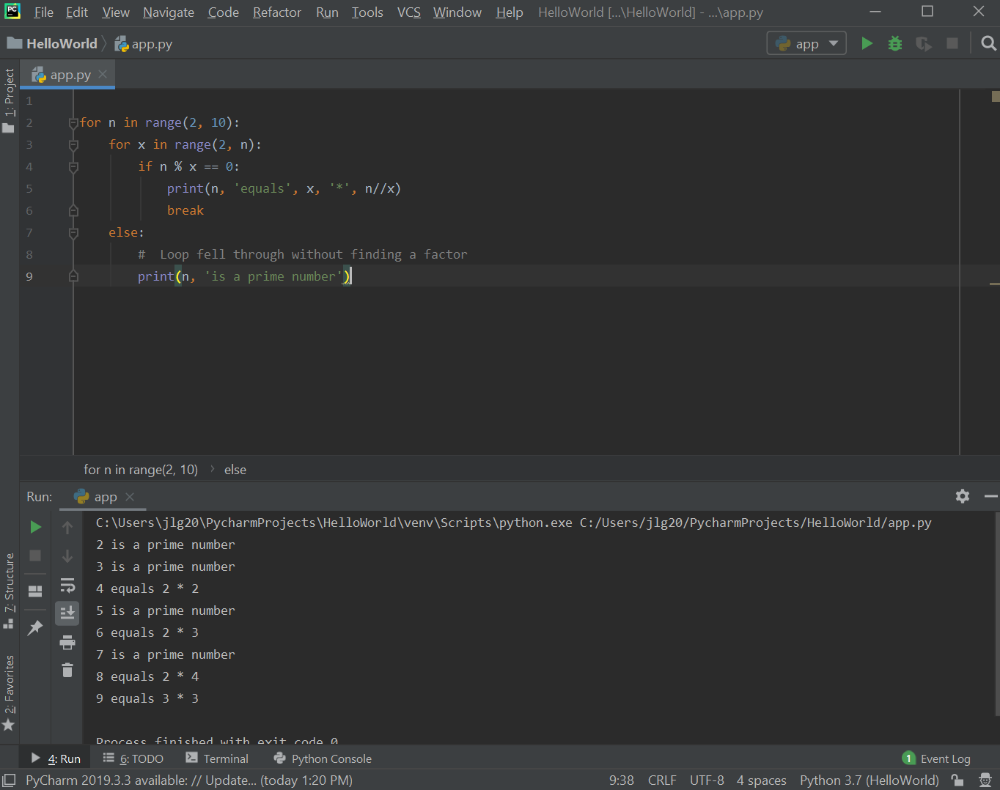 PC File Edit View Navigate Code Refactor Run Tools VCS Window Help HelloWorld [...\HelloWorld] - ...\app.py
HelloWorld app.py app
app.py
1: Project
1
2 for n in range(2, 10):
3 for x in range(2, n):
4 if n % x == 0:
5 print(n, 'equals', x, '*', n//x)
6 break
7 else:
8 #  Loop fell through without finding a factor
9 print(n, 'is a prime number')
for n in range(2, 10) › else
Run: app
C:\Users\jlg20\PycharmProjects\HelloWorld\venv\Scripts\python.exe C:/Users/jlg20/PycharmProjects/HelloWorld/app.py
2 is a prime number
3 is a prime number
4 equals 2 * 2
5 is a prime number
6 equals 2 * 3
7 is a prime number
8 equals 2 * 4
9 equals 3 * 3
Process finished with exit code 0
7: Structure
2: Favorites
4: Run 6: TODO Terminal Python Console 1 Event Log
PyCharm 2019.3.3 available: // Update... (today 1:20 PM) 9:38 CRLF UTF-8 4 spaces Python 3.7 (HelloWorld)